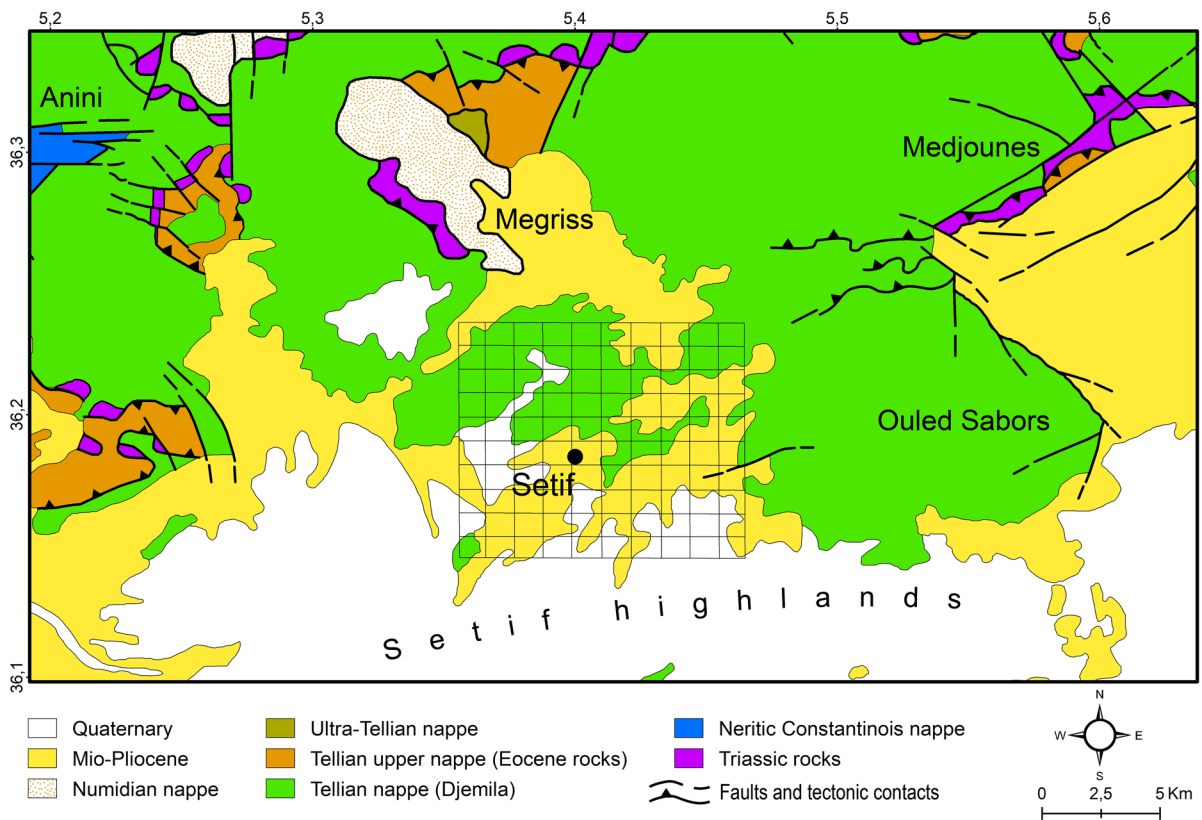 5,2 5,3 5,4 5,5 5,6
Anini
36,3
Medjounes
Megriss
36,2
Ouled Sabors
Setif
Setif highlands
36,1
Quaternary
Mio-Pliocene
Numidian nappe
Ultra-Tellian nappe
Tellian upper nappe (Eocene rocks)
Tellian nappe (Djemila)
Neritic Constantinois nappe
Triassic rocks
Faults and tectonic contacts
N
W E
S
0 2,5 5 Km